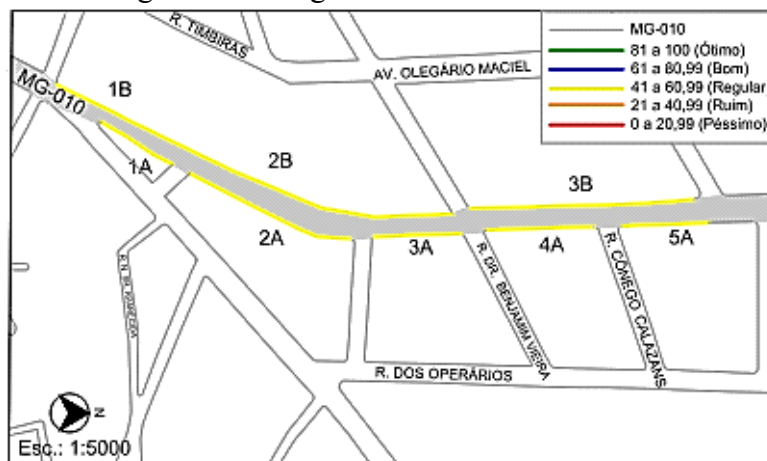 R. TIMBIRAS
AV. OLEGÁRIO MACIEL
MG-010
81 a 100 (Ótimo)
61 a 80,99 (Bom)
41 a 60,99 (Regular)
21 a 40,99 (Ruim)
0 a 20,99 (Péssimo)
MG-010
1B
1A
2B
2A
3B
3A
4A
5A
R. DR. BENJAMIM VIEIRA
R. CÔNEGO CALAZANS
R. DOS OPERÁRIOS
N
Esc.: 1:5000